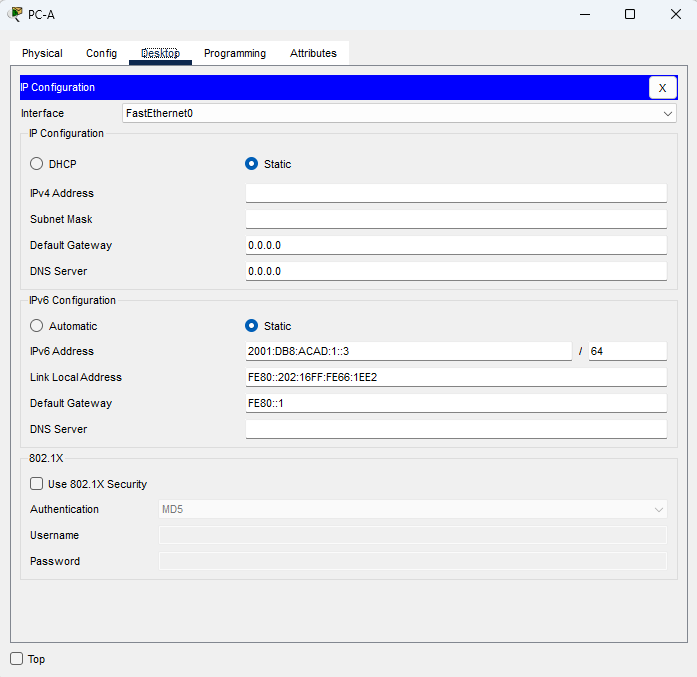 PC-A
Physical Config Desktop Programming Attributes
IP Configuration X
Interface FastEthernet0
IP Configuration
DHCP Static
IPv4 Address
Subnet Mask
Default Gateway 0.0.0.0
DNS Server 0.0.0.0
IPv6 Configuration
Automatic Static
IPv6 Address 2001:DB8:ACAD:1::3 / 64
Link Local Address FE80::202:16FF:FE66:1EE2
Default Gateway FE80::1
DNS Server
802.1X
Use 802.1X Security
Authentication MD5
Username
Password
Top